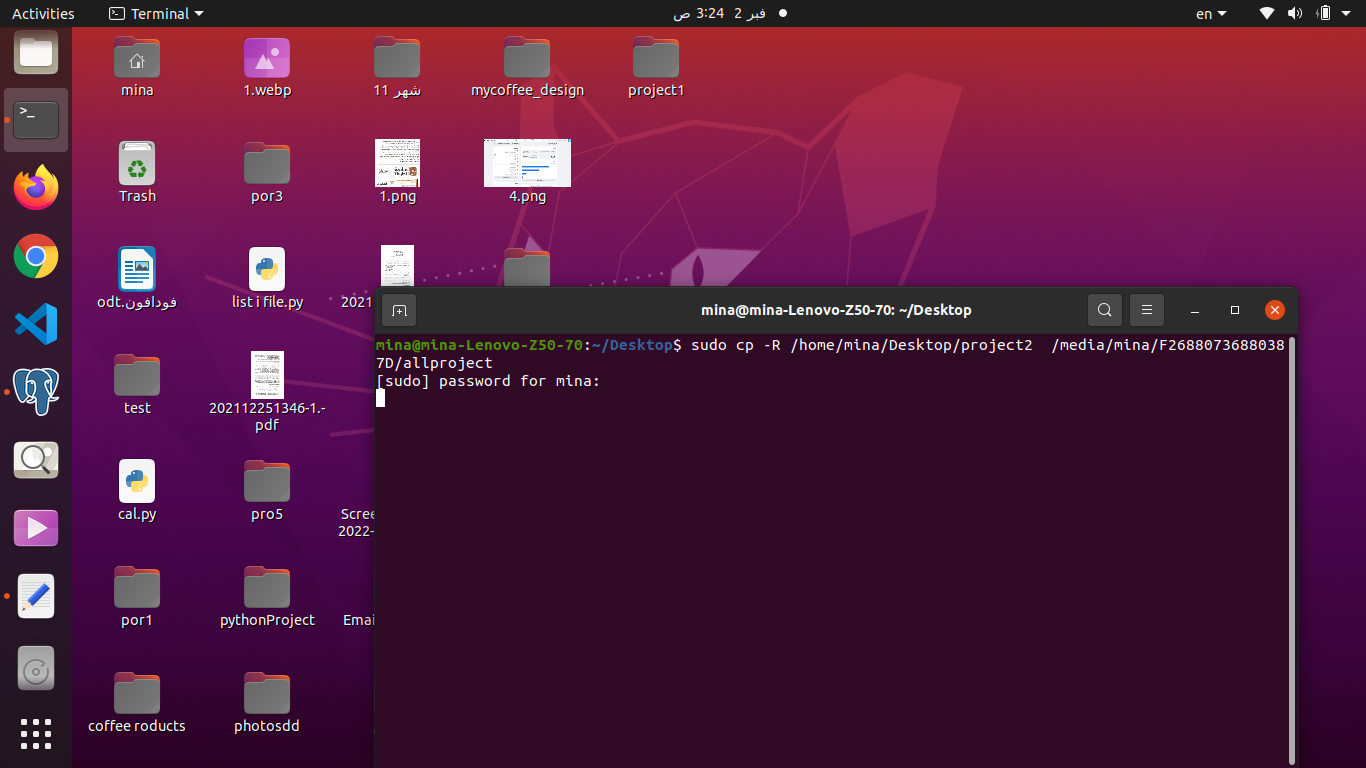 Activities Terminal فبر 2 3:24 ص en
mina 1.webp شهر 11 mycoffee_design project1
Trash por3 1.png 4.png
فودافون.odt list i file.py 2021
test 202112251346-1.-
pdf
cal.py pro5 Scree
2022-
por1 pythonProject Emai
coffee roducts photosdd
mina@mina-Lenovo-Z50-70: ~/Desktop
mina@mina-Lenovo-Z50-70:~/Desktop$ sudo cp -R /home/mina/Desktop/project2  /media/mina/F2688073688038
7D/allproject
[sudo] password for mina: